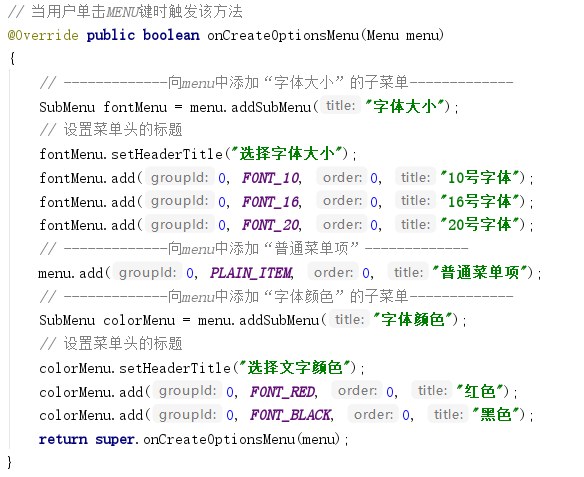 // 当用户单击MENU键时触发该方法
@Override public boolean onCreateOptionsMenu(Menu menu)
{
// -------------向menu中添加“字体大小”的子菜单-------------
SubMenu fontMenu = menu.addSubMenu( title: "字体大小");
// 设置菜单头的标题
fontMenu.setHeaderTitle("选择字体大小");
fontMenu.add( groupId: 0, FONT_10, order: 0, title: "10号字体");
fontMenu.add( groupId: 0, FONT_16, order: 0, title: "16号字体");
fontMenu.add( groupId: 0, FONT_20, order: 0, title: "20号字体");
// -------------向menu中添加“普通菜单项”-------------
menu.add( groupId: 0, PLAIN_ITEM, order: 0, title: "普通菜单项");
// -------------向menu中添加“字体颜色”的子菜单-------------
SubMenu colorMenu = menu.addSubMenu( title: "字体颜色");
// 设置菜单头的标题
colorMenu.setHeaderTitle("选择文字颜色");
colorMenu.add( groupId: 0, FONT_RED, order: 0, title: "红色");
colorMenu.add( groupId: 0, FONT_BLACK, order: 0, title: "黑色");
return super.onCreateOptionsMenu(menu);
}